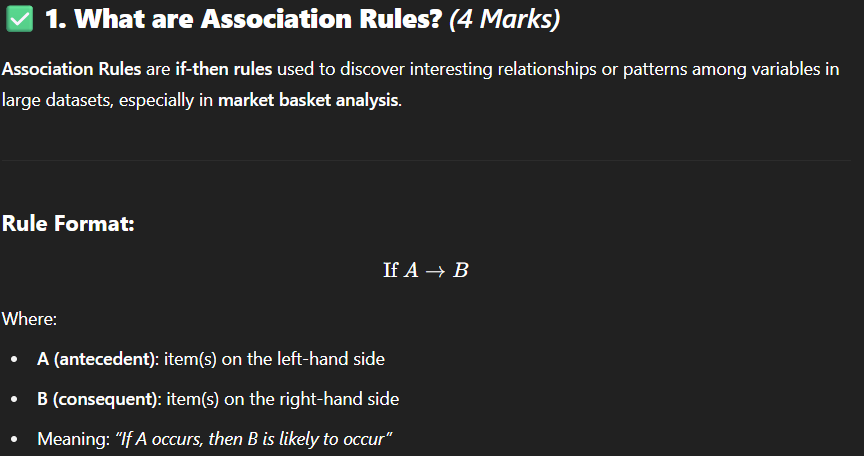 ✅ 1. What are Association Rules? (4 Marks)
Association Rules are if-then rules used to discover interesting relationships or patterns among variables in
large datasets, especially in market basket analysis.
Rule Format:
If A → B
Where:
• A (antecedent): item(s) on the left-hand side
• B (consequent): item(s) on the right-hand side
• Meaning: “If A occurs, then B is likely to occur”